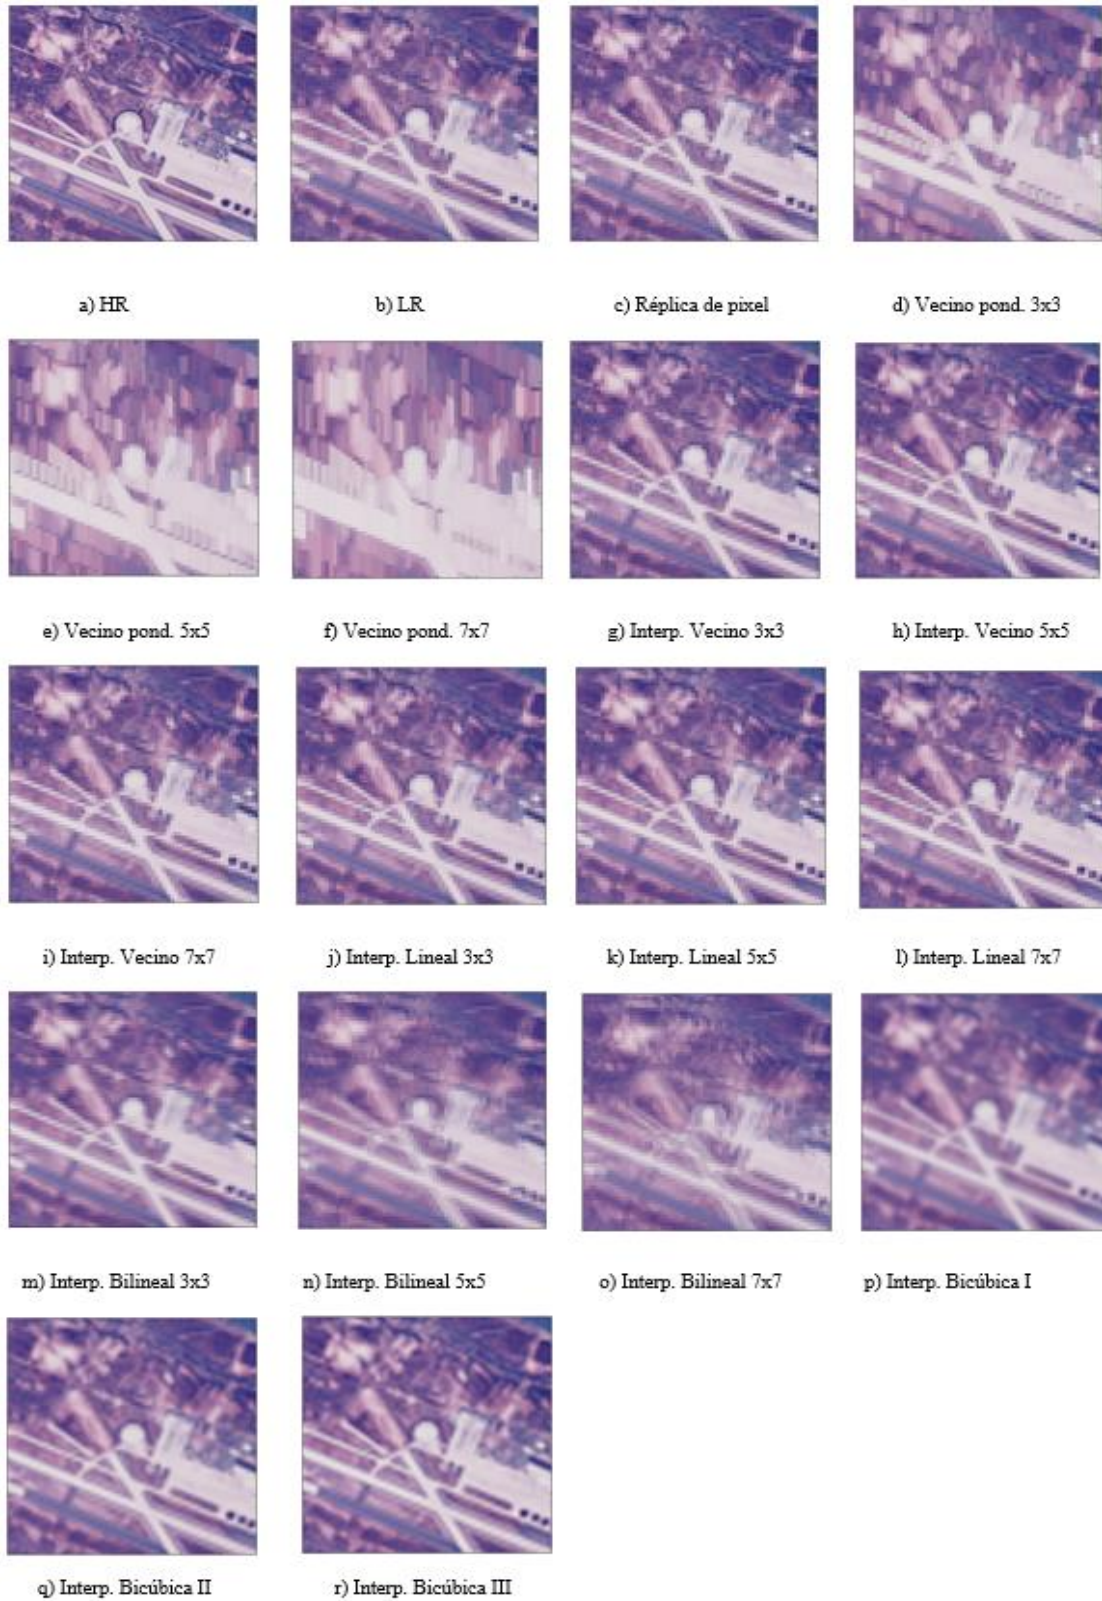 a) HR
b) LR
c) Réplica de pixel
d) Vecino pond. 3x3
e) Vecino pond. 5x5
f) Vecino pond. 7x7
g) Interp. Vecino 3x3
h) Interp. Vecino 5x5
i) Interp. Vecino 7x7
j) Interp. Lineal 3x3
k) Interp. Lineal 5x5
l) Interp. Lineal 7x7
m) Interp. Bilineal 3x3
n) Interp. Bilineal 5x5
o) Interp. Bilineal 7x7
p) Interp. Bicúbica I
q) Interp. Bicúbica II
r) Interp. Bicúbica III